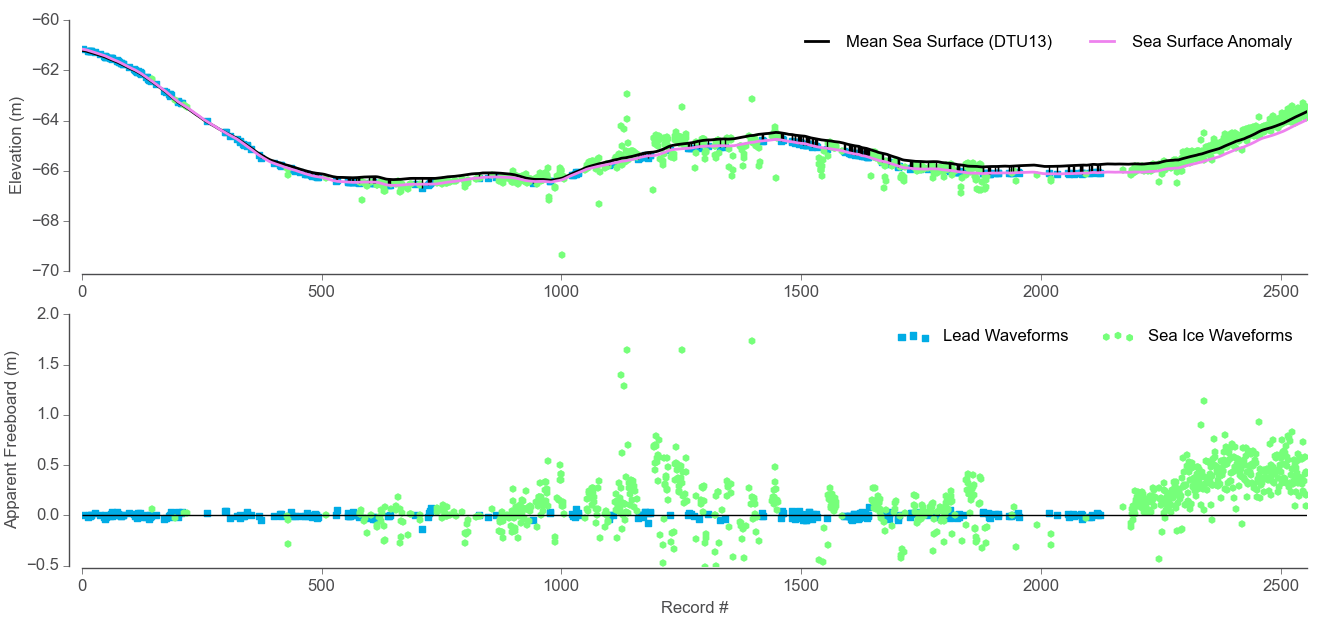 −60
−62
−64
−66
−68
−70
Elevation (m)
Mean Sea Surface (DTU13) Sea Surface Anomaly
0 500 1000 1500 2000 2500
2.0
1.5
1.0
0.5
0.0
−0.5
Apparent Freeboard (m)
Lead Waveforms Sea Ice Waveforms
0 500 1000 1500 2000 2500
Record #